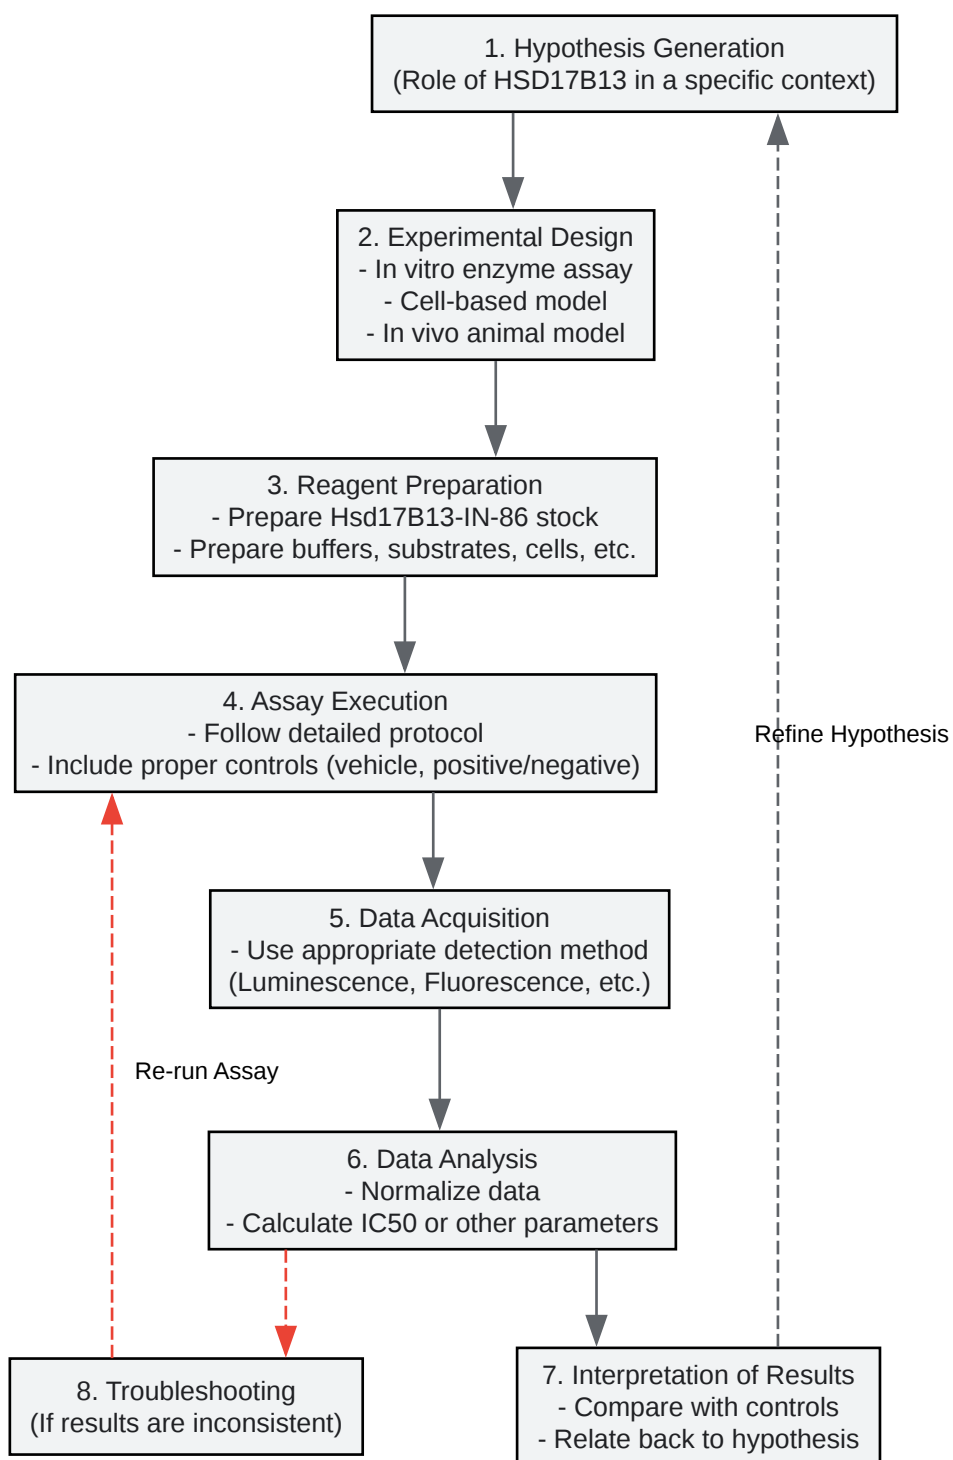 1. Hypothesis Generation
(Role of HSD17B13 in a specific context)
2. Experimental Design
- In vitro enzyme assay
- Cell-based model
- In vivo animal model
3. Reagent Preparation
- Prepare Hsd17B13-IN-86 stock
- Prepare buffers, substrates, cells, etc.
4. Assay Execution
- Follow detailed protocol
- Include proper controls (vehicle, positive/negative)
Refine Hypothesis
5. Data Acquisition
- Use appropriate detection method
(Luminescence, Fluorescence, etc.)
Re-run Assay
6. Data Analysis
- Normalize data
- Calculate IC50 or other parameters
8. Troubleshooting
(If results are inconsistent)
7. Interpretation of Results
- Compare with controls
- Relate back to hypothesis